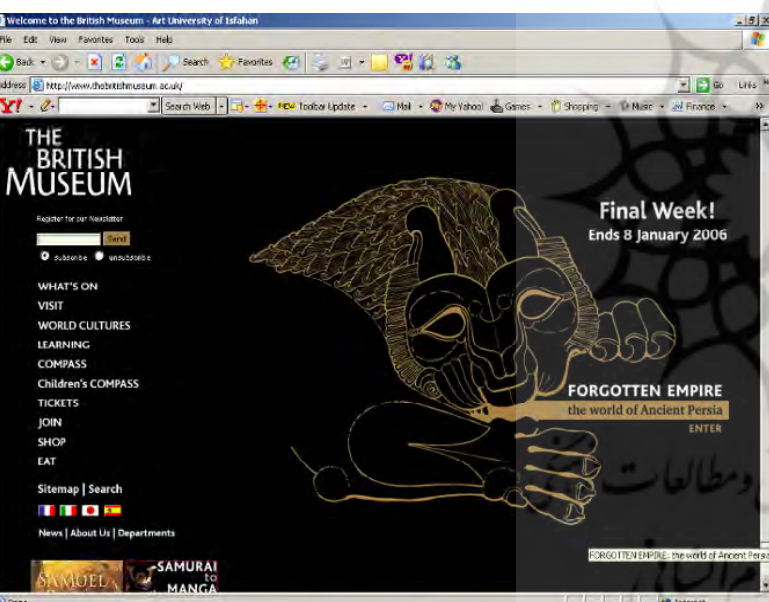 Welcome to the British Museum - Art University of Isfahan
File Edit View Favorites Tools Help
Back Search Favorites
Address http://www.thebritishmuseum.ac.uk/ Go Links
Y! Search Web NEW Toolbar Update Mail My Yahoo! Games Shopping Music Finance
THE
BRITISH
MUSEUM
Register for our Newsletter
Send
subscribe unsubscribe
WHAT'S ON
VISIT
WORLD CULTURES
LEARNING
COMPASS
Children's COMPASS
TICKETS
JOIN
SHOP
EAT
Sitemap | Search
News | About Us | Departments
SAMUEL
SAMURAI
to
MANGA
Final Week!
Ends 8 January 2006
FORGOTTEN EMPIRE
the world of Ancient Persia
ENTER
FORGOTTEN EMPIRE: the world of Ancient Persia
ومطالعات